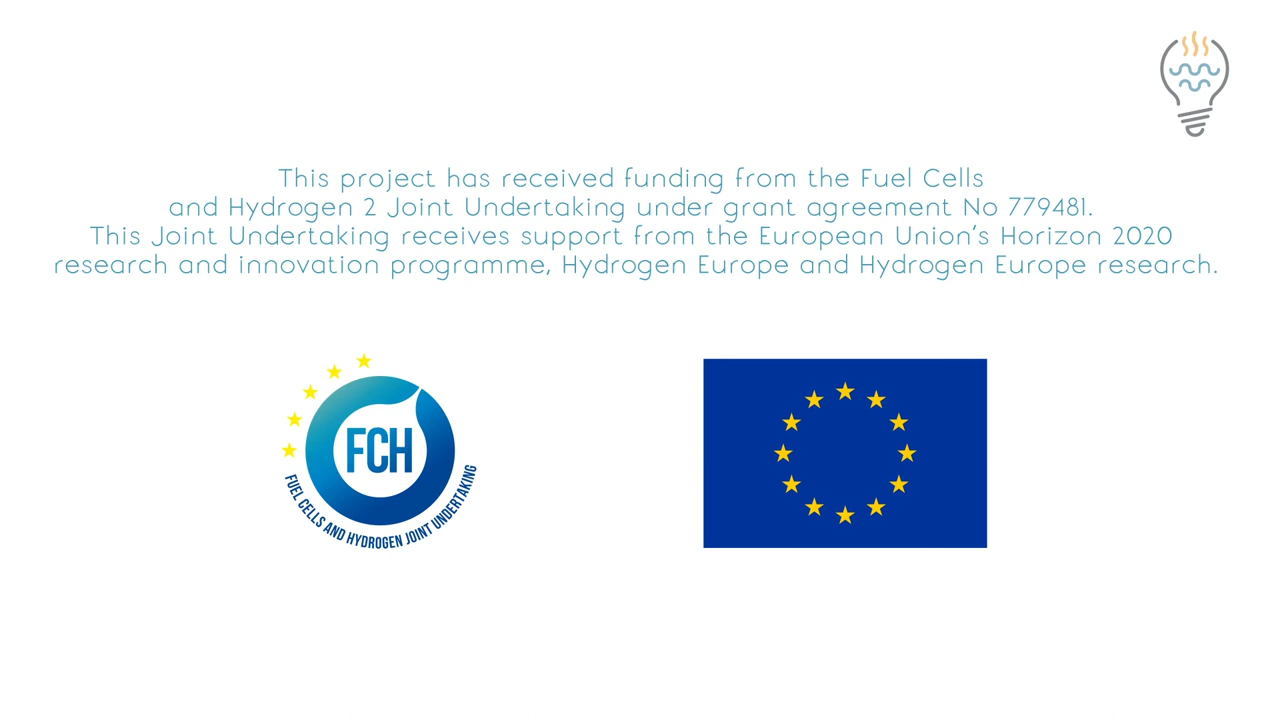 This project has received funding from the Fuel Cells
and Hydrogen 2 Joint Undertaking under grant agreement No 779481.
This Joint Undertaking receives support from the European Union's Horizon 2020
research and innovation programme, Hydrogen Europe and Hydrogen Europe research.
FCH
FUEL CELLS AND HYDROGEN JOINT UNDERTAKING